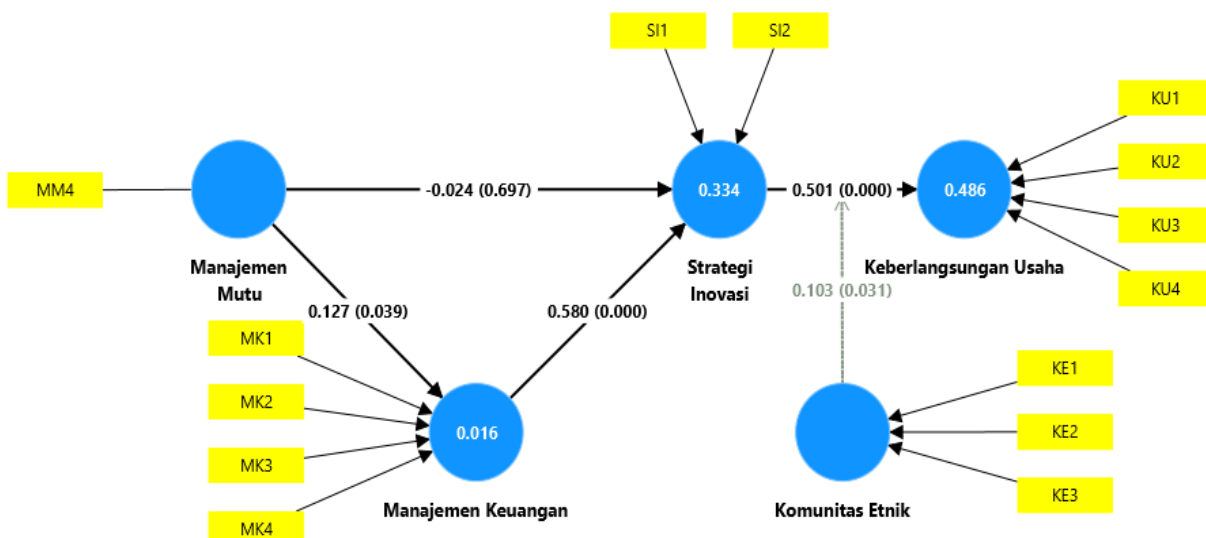 SI1
SI2
KU1
KU2
KU3
KU4
MM4
-0.024 (0.697)
0.334
0.501 (0.000)
0.486
Manajemen
Mutu
Strategi
Inovasi
Keberlangsungan Usaha
0.127 (0.039)
0.580 (0.000)
0.103 (0.031)
MK1
MK2
MK3
MK4
0.016
Manajemen Keuangan
Komunitas Etnik
KE1
KE2
KE3